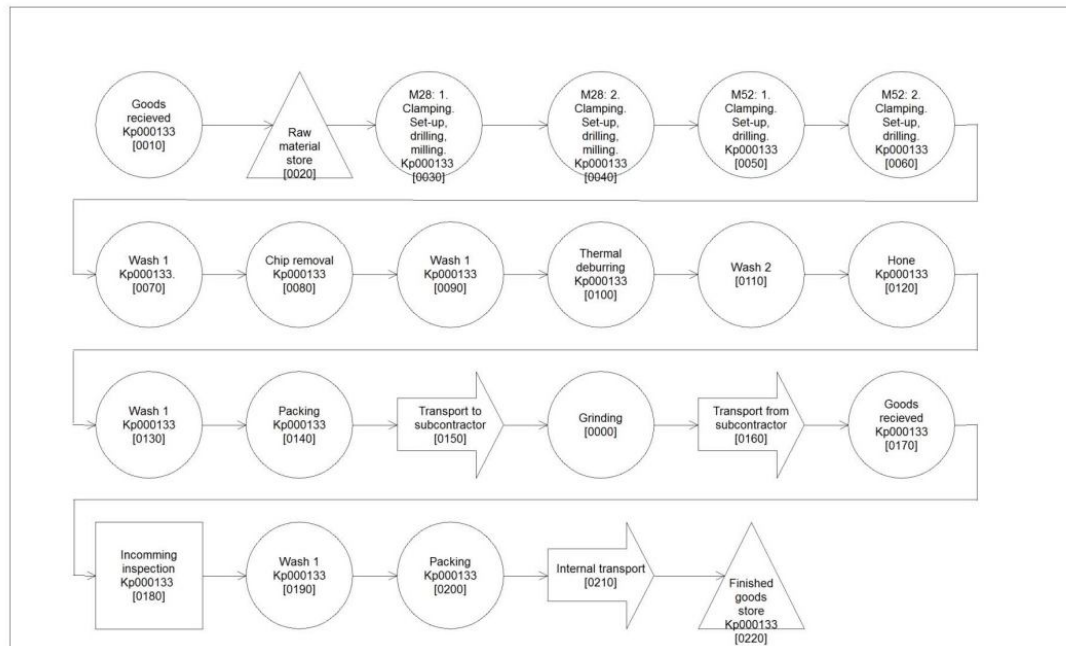 Goods
recieved
Kp000133
[0010]
Raw
material
store
[0020]
M28: 1.
Clamping.
Set-up,
drilling,
milling.
Kp000133
[0030]
M28: 2.
Clamping.
Set-up,
drilling,
milling.
Kp000133
[0040]
M52: 1.
Clamping.
Set-up,
drilling.
Kp000133
[0050]
M52: 2.
Clamping.
Set-up,
drilling.
Kp000133
[0060]
Wash 1
Kp000133.
[0070]
Chip removal
Kp000133
[0080]
Wash 1
Kp000133
[0090]
Thermal
deburring
Kp000133
[0100]
Wash 2
[0110]
Hone
Kp000133
[0120]
Wash 1
Kp000133
[0130]
Packing
Kp000133
[0140]
Transport to
subcontractor
[0150]
Grinding
[0000]
Transport from
subcontractor
[0160]
Goods
recieved
Kp000133
[0170]
Incomming
inspection
Kp000133
[0180]
Wash 1
Kp000133
[0190]
Packing
Kp000133
[0200]
Internal transport
[0210]
Finished
goods
store
Kp000133
[0220]